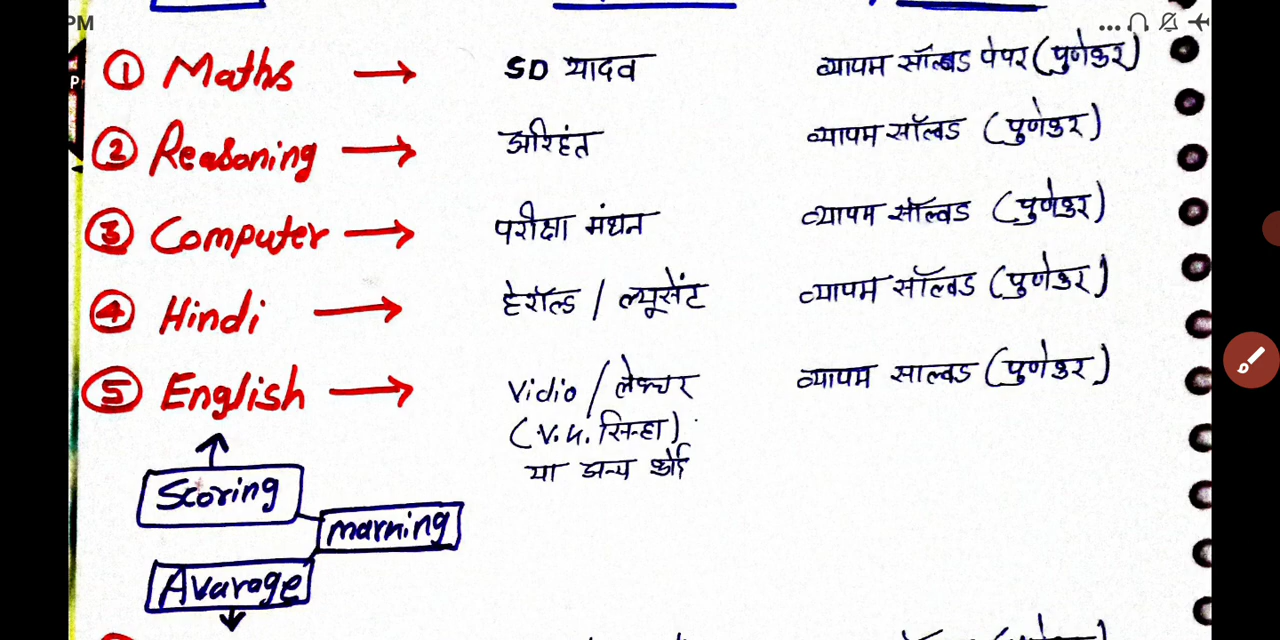 PM
① Maths → SD यादव व्यापम सॉल्वड पेपर (पुणेकर)
② Reasoning → अरिहंत व्यापम सॉल्वड (पुणेकर)
③ Computer → परीक्षा मंथन व्यापम सॉल्वड (पुणेकर)
④ Hindi → हेरॉल्ड / ल्यूसेंट व्यापम सॉल्वड (पुणेकर)
⑤ English → Vidio / लेक्चर व्यापम साल्वड (पुणेकर)
(V.K. सिन्हा)
या अन्य कोई
Scoring
marning
Avarage